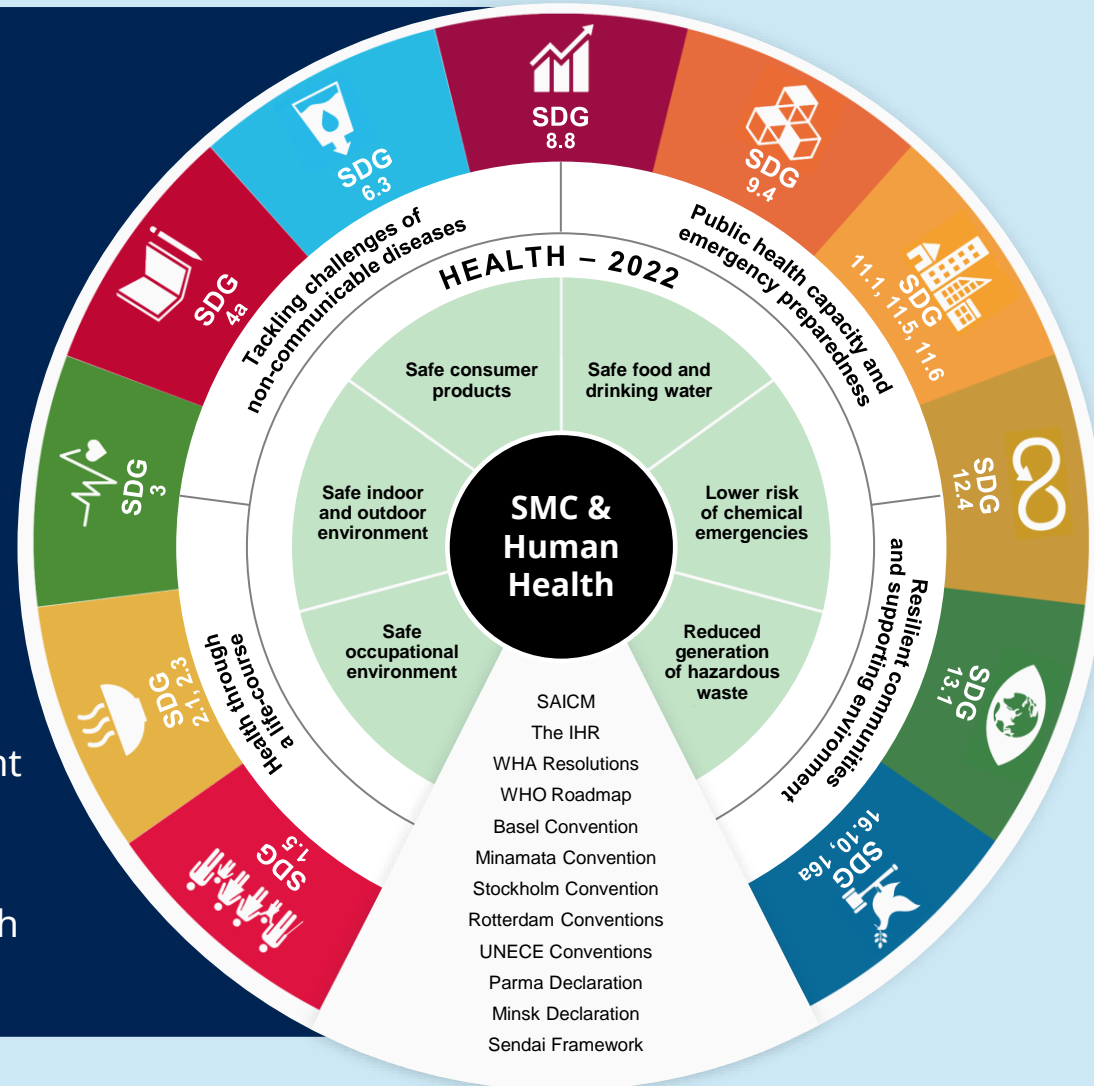 SDG
1.5
SDG
2.1, 2.3
SDG
3
SDG
4a
SDG
6.3
SDG
8.8
SDG
9.4
SDG
11.1, 11.5, 11.6
SDG
12.4
SDG
13.1
SDG
16.10, 16a
Health through
a life-course
Tackling challenges of
non-communicable diseases
Public health capacity and
emergency preparedness
Resilient communities
and supporting environment
HEALTH – 2022
Safe
occupational
environment
Safe indoor
and outdoor
environment
Safe consumer
products
Safe food and
drinking water
Lower risk
of chemical
emergencies
Reduced
generation
of hazardous
waste
SMC &
Human
Health
SAICM
The IHR
WHA Resolutions
WHO Roadmap
Basel Convention
Minamata Convention
Stockholm Convention
Rotterdam Conventions
UNECE Conventions
Parma Declaration
Minsk Declaration
Sendai Framework